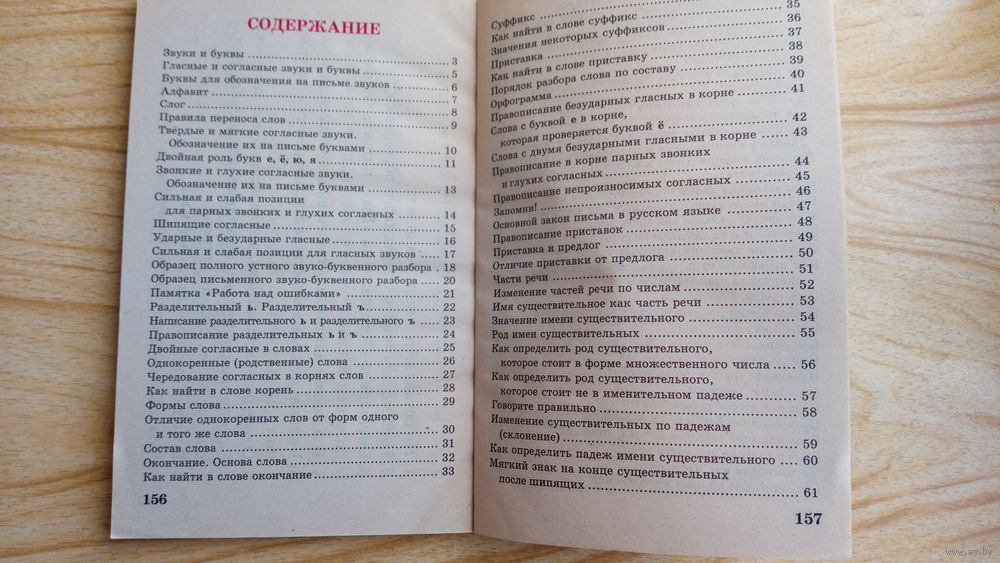 СОДЕРЖАНИЕ
Звуки и буквы 3
Гласные и согласные звуки и буквы 5
Буквы для обозначения на письме звуков 6
Алфавит 7
Слог 8
Правила переноса слов 9
Твёрдые и мягкие согласные звуки.
Обозначение их на письме буквами 10
Двойная роль букв е, ё, ю, я 11
Звонкие и глухие согласные звуки.
Обозначение их на письме буквами 13
Сильная и слабая позиции
для парных звонких и глухих согласных 14
Шипящие согласные 15
Ударные и безударные гласные 16
Сильная и слабая позиции для гласных звуков 17
Образец полного устного звуко-буквенного разбора . 18
Образец письменного звуко-буквенного разбора 20
Памятка «Работа над ошибками» 21
Разделительный ь. Разделительный ъ 22
Написание разделительного ь и разделительного ъ 23
Правописание разделительных ь и ъ 24
Двойные согласные в словах 25
Однокоренные (родственные) слова 26
Чередование согласных в корнях слов 27
Как найти в слове корень 28
Формы слова 29
Отличие однокоренных слов от форм одного
и того же слова 30
Состав слова 31
Окончание. Основа слова 32
Как найти в слове окончание 33
156
Суффикс 35
Как найти в слове суффикс 36
Значения некоторых суффиксов 37
Приставка 38
Как найти в слове приставку 39
Порядок разбора слова по составу 40
Орфограмма 41
Правописание безударных гласных в корне
Слова с буквой е в корне,
которая проверяется буквой ё 42
Слова с двумя безударными гласными в корне 43
Правописание в корне парных звонких
и глухих согласных 44
Правописание непроизносимых согласных 45
Запомни! 46
Основной закон письма в русском языке 47
Правописание приставок 48
Приставка и предлог 49
Отличие приставки от предлога 50
Части речи 51
Изменение частей речи по числам 52
Имя существительное как часть речи 53
Значение имени существительного 54
Род имен существительных 55
Как определить род существительного,
которое стоит в форме множественного числа 56
Как определить род существительного,
которое стоит не в именительном падеже 57
Говорите правильно 58
Изменение существительных по падежам
(склонение) 59
Как определить падеж имени существительного 60
Мягкий знак на конце существительных
после шипящих 61
157
www.ay.by